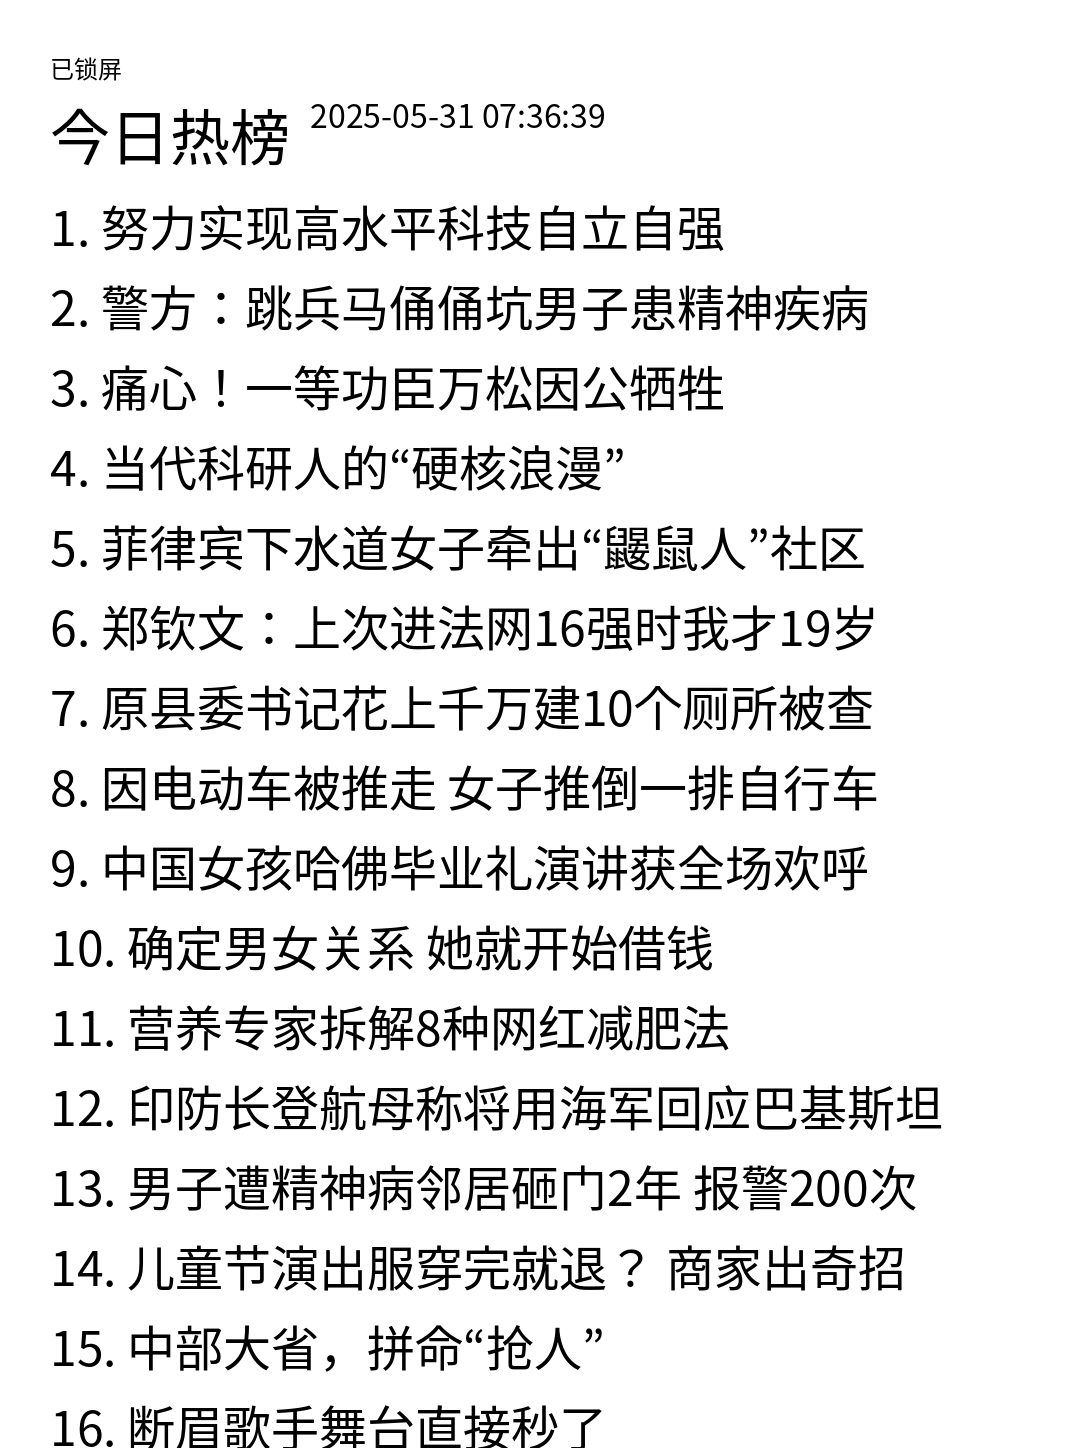 已锁屏
今日热榜 2025-05-31 07:36:39
1. 努力实现高水平科技自立自强
2. 警方：跳兵马俑俑坑男子患精神疾病
3. 痛心！一等功臣万松因公牺牲
4. 当代科研人的“硬核浪漫”
5. 菲律宾下水道女子牵出“鼹鼠人”社区
6. 郑钦文：上次进法网16强时我才19岁
7. 原县委书记花上千万建10个厕所被查
8. 因电动车被推走 女子推倒一排自行车
9. 中国女孩哈佛毕业礼演讲获全场欢呼
10. 确定男女关系 她就开始借钱
11. 营养专家拆解8种网红减肥法
12. 印防长登航母称将用海军回应巴基斯坦
13. 男子遭精神病邻居砸门2年 报警200次
14. 儿童节演出服穿完就退？ 商家出奇招
15. 中部大省，拼命“抢人”
16. 断眉歌手舞台直接秒了